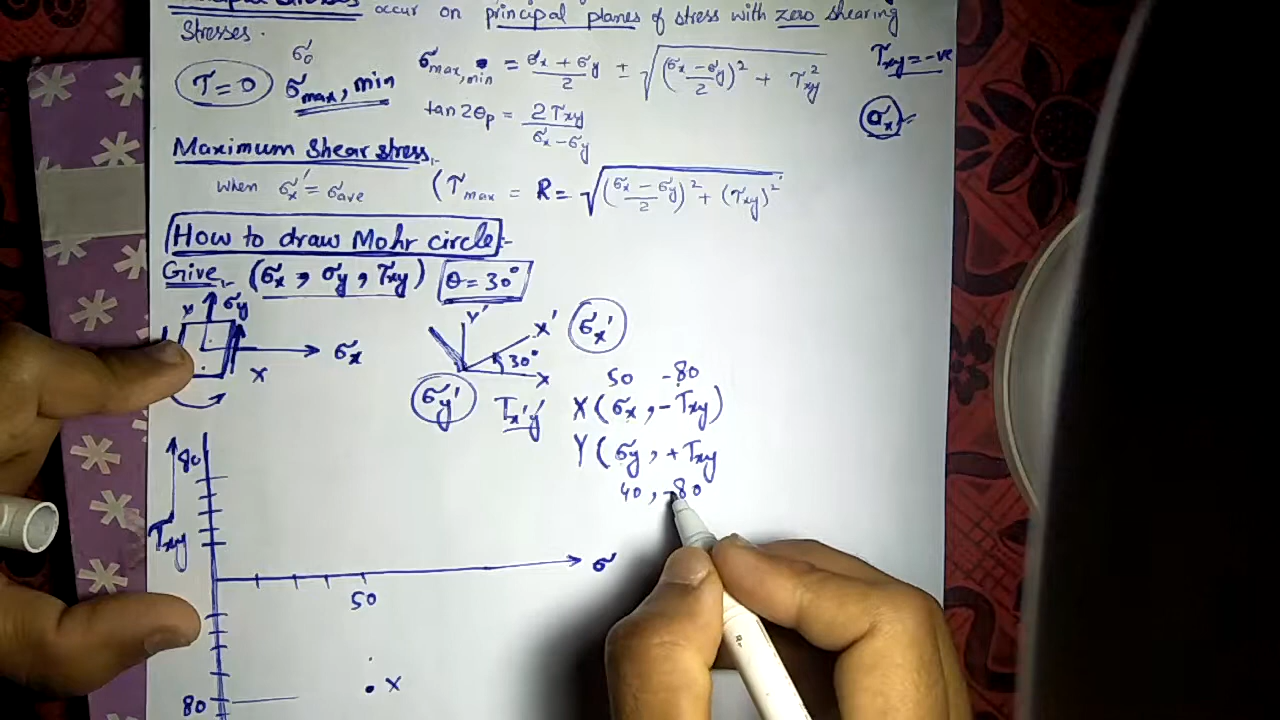 occur on principal planes of stress with zero shearing
stresses.
σ'₀
τ=0 σmax, min
σmax, min = (σx + σy)/2 ± √(((σx - σy)/2)² + τxy²)
τxy = -ve
σx
tan2θp = 2τxy/(σx - σy)
Maximum Shear stress,-
When σx' = σave (τmax = R = √(((σx - σy)/2)² + (τxy)²)
How to draw Mohr circle:-
Give,- (σx, σy, τxy) θ=30°
σy
σx
X
Y'
X'
30°
X
σx'
σy'
τx'y'
50 -80
X(σx, -τxy)
Y(σy, +τxy
40, -80
80
τxy
σ
50
X
80